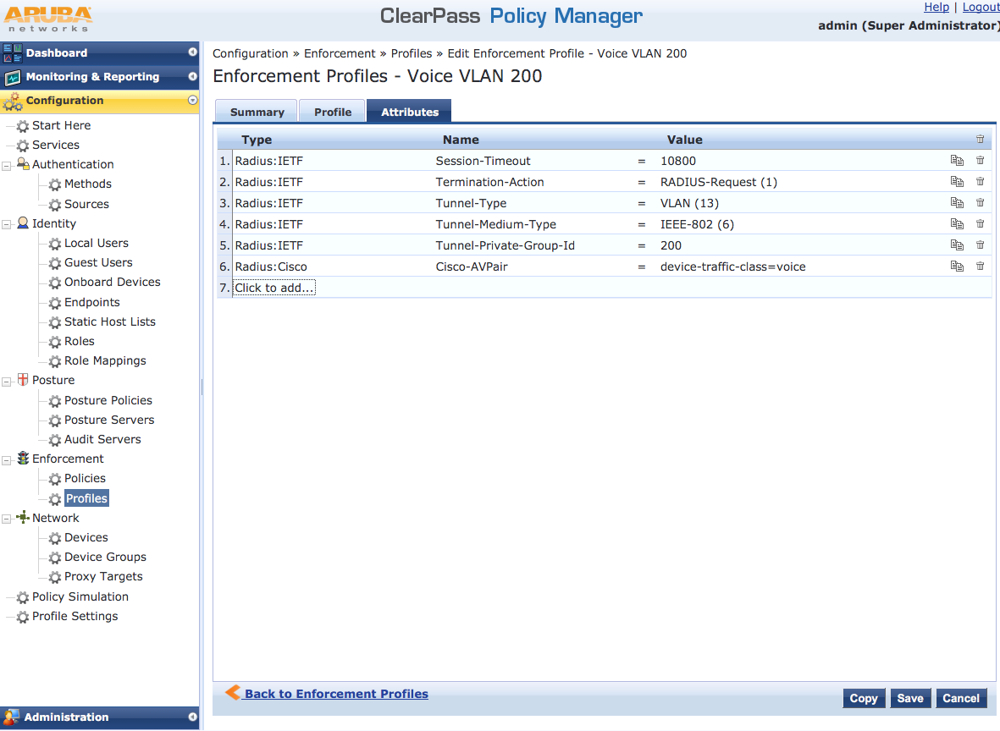 ARUBA networks
ClearPass Policy Manager
Help | Logout
admin (Super Administrator)
Dashboard
Monitoring & Reporting
Configuration
Start Here
Services
Authentication
Methods
Sources
Identity
Local Users
Guest Users
Onboard Devices
Endpoints
Static Host Lists
Roles
Role Mappings
Posture
Posture Policies
Posture Servers
Audit Servers
Enforcement
Policies
Profiles
Network
Devices
Device Groups
Proxy Targets
Policy Simulation
Profile Settings
Administration
Configuration » Enforcement » Profiles » Edit Enforcement Profile - Voice VLAN 200
Enforcement Profiles - Voice VLAN 200
Summary Profile Attributes
Type Name Value
1. Radius:IETF Session-Timeout = 10800
2. Radius:IETF Termination-Action = RADIUS-Request (1)
3. Radius:IETF Tunnel-Type = VLAN (13)
4. Radius:IETF Tunnel-Medium-Type = IEEE-802 (6)
5. Radius:IETF Tunnel-Private-Group-Id = 200
6. Radius:Cisco Cisco-AVPair = device-traffic-class=voice
7. Click to add...
Back to Enforcement Profiles
Copy Save Cancel